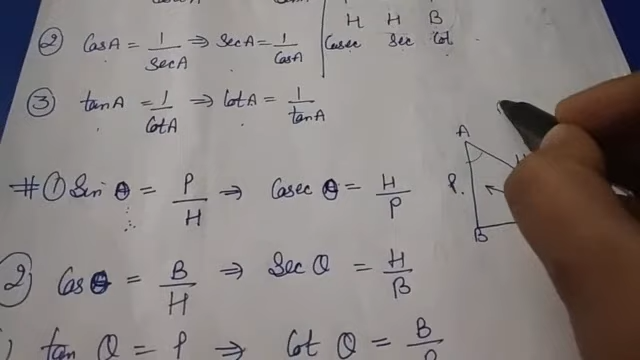 H H B
② CosA = 1/SecA ⇒ SecA = 1/CosA
Cosec Sec Cot
③ tanA = 1/CotA ⇒ CotA = 1/tanA
A
# ① Sin θ = P/H ⇒ Cosec θ = H/P
P.
B
② Cos θ = B/H ⇒ Sec θ = H/B
tan θ = P ⇒ Cot θ = B